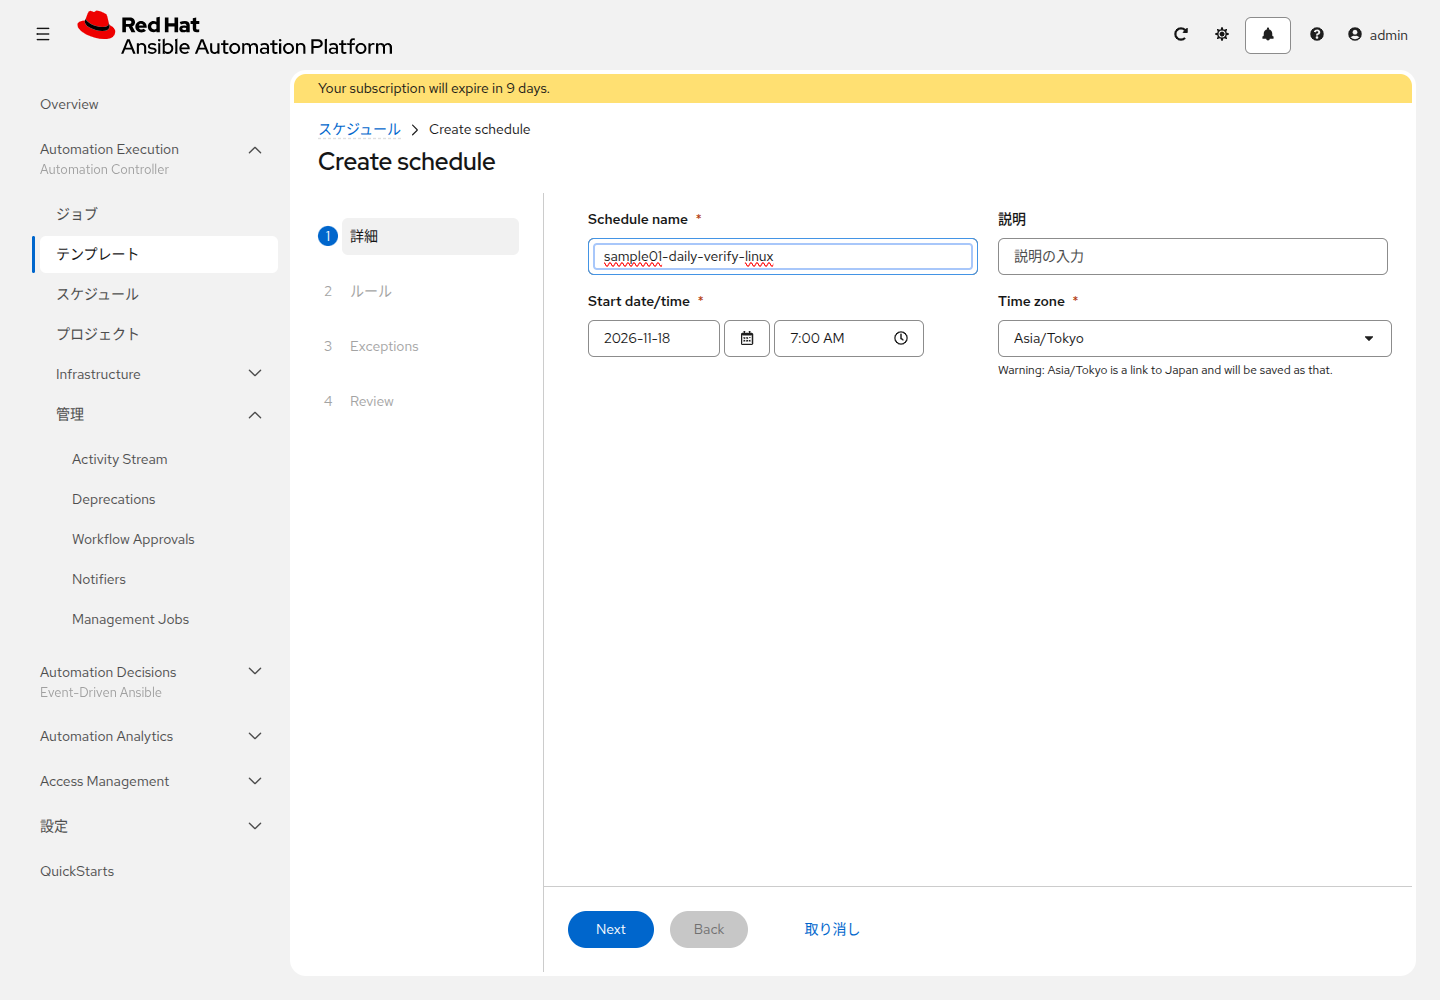 Red Hat
Ansible Automation Platform
admin
Overview
Automation Execution
Automation Controller
ジョブ
テンプレート
スケジュール
プロジェクト
Infrastructure
管理
Activity Stream
Deprecations
Workflow Approvals
Notifiers
Management Jobs
Automation Decisions
Event-Driven Ansible
Automation Analytics
Access Management
設定
QuickStarts
Your subscription will expire in 9 days.
スケジュール > Create schedule
Create schedule
1 詳細
2 ルール
3 Exceptions
4 Review
Schedule name *
sample01-daily-verify-linux
説明
説明の入力
Start date/time *
2026-11-18
7:00 AM
Time zone *
Asia/Tokyo
Warning: Asia/Tokyo is a link to Japan and will be saved as that.
Next
Back
取り消し